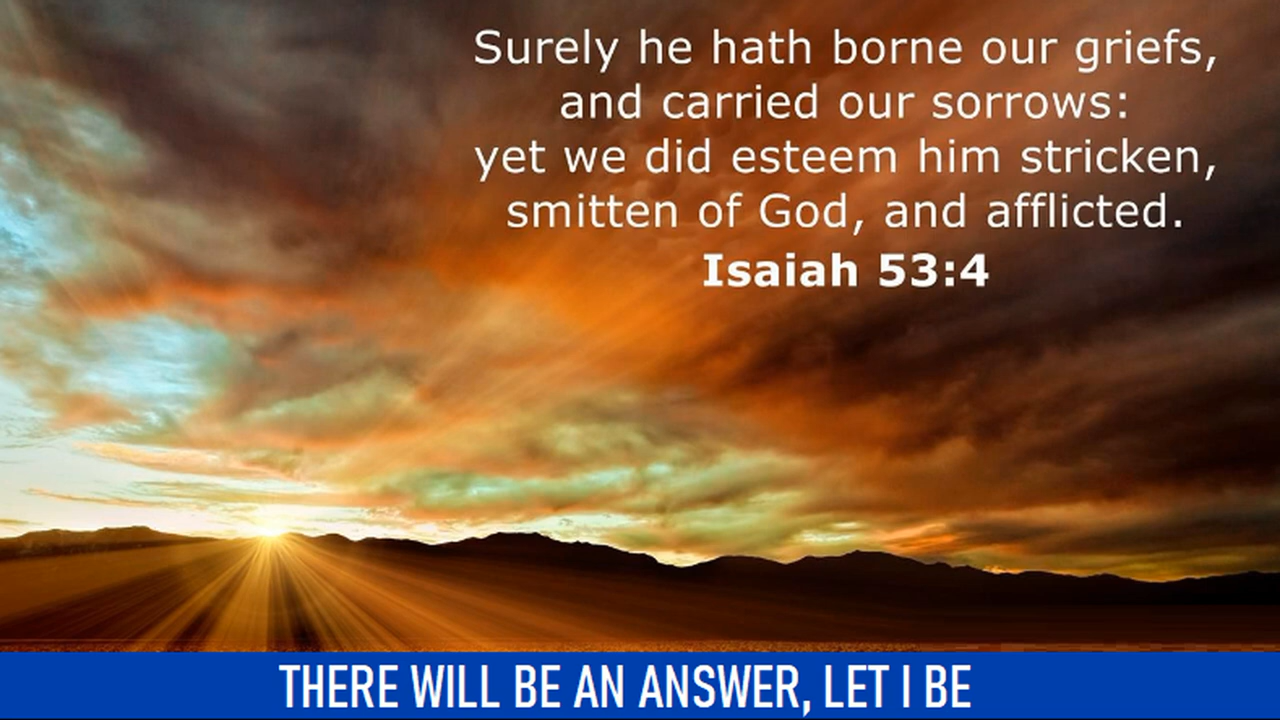 Surely he hath borne our griefs,
and carried our sorrows:
yet we did esteem him stricken,
smitten of God, and afflicted.
Isaiah 53:4
THERE WILL BE AN ANSWER, LET I BE